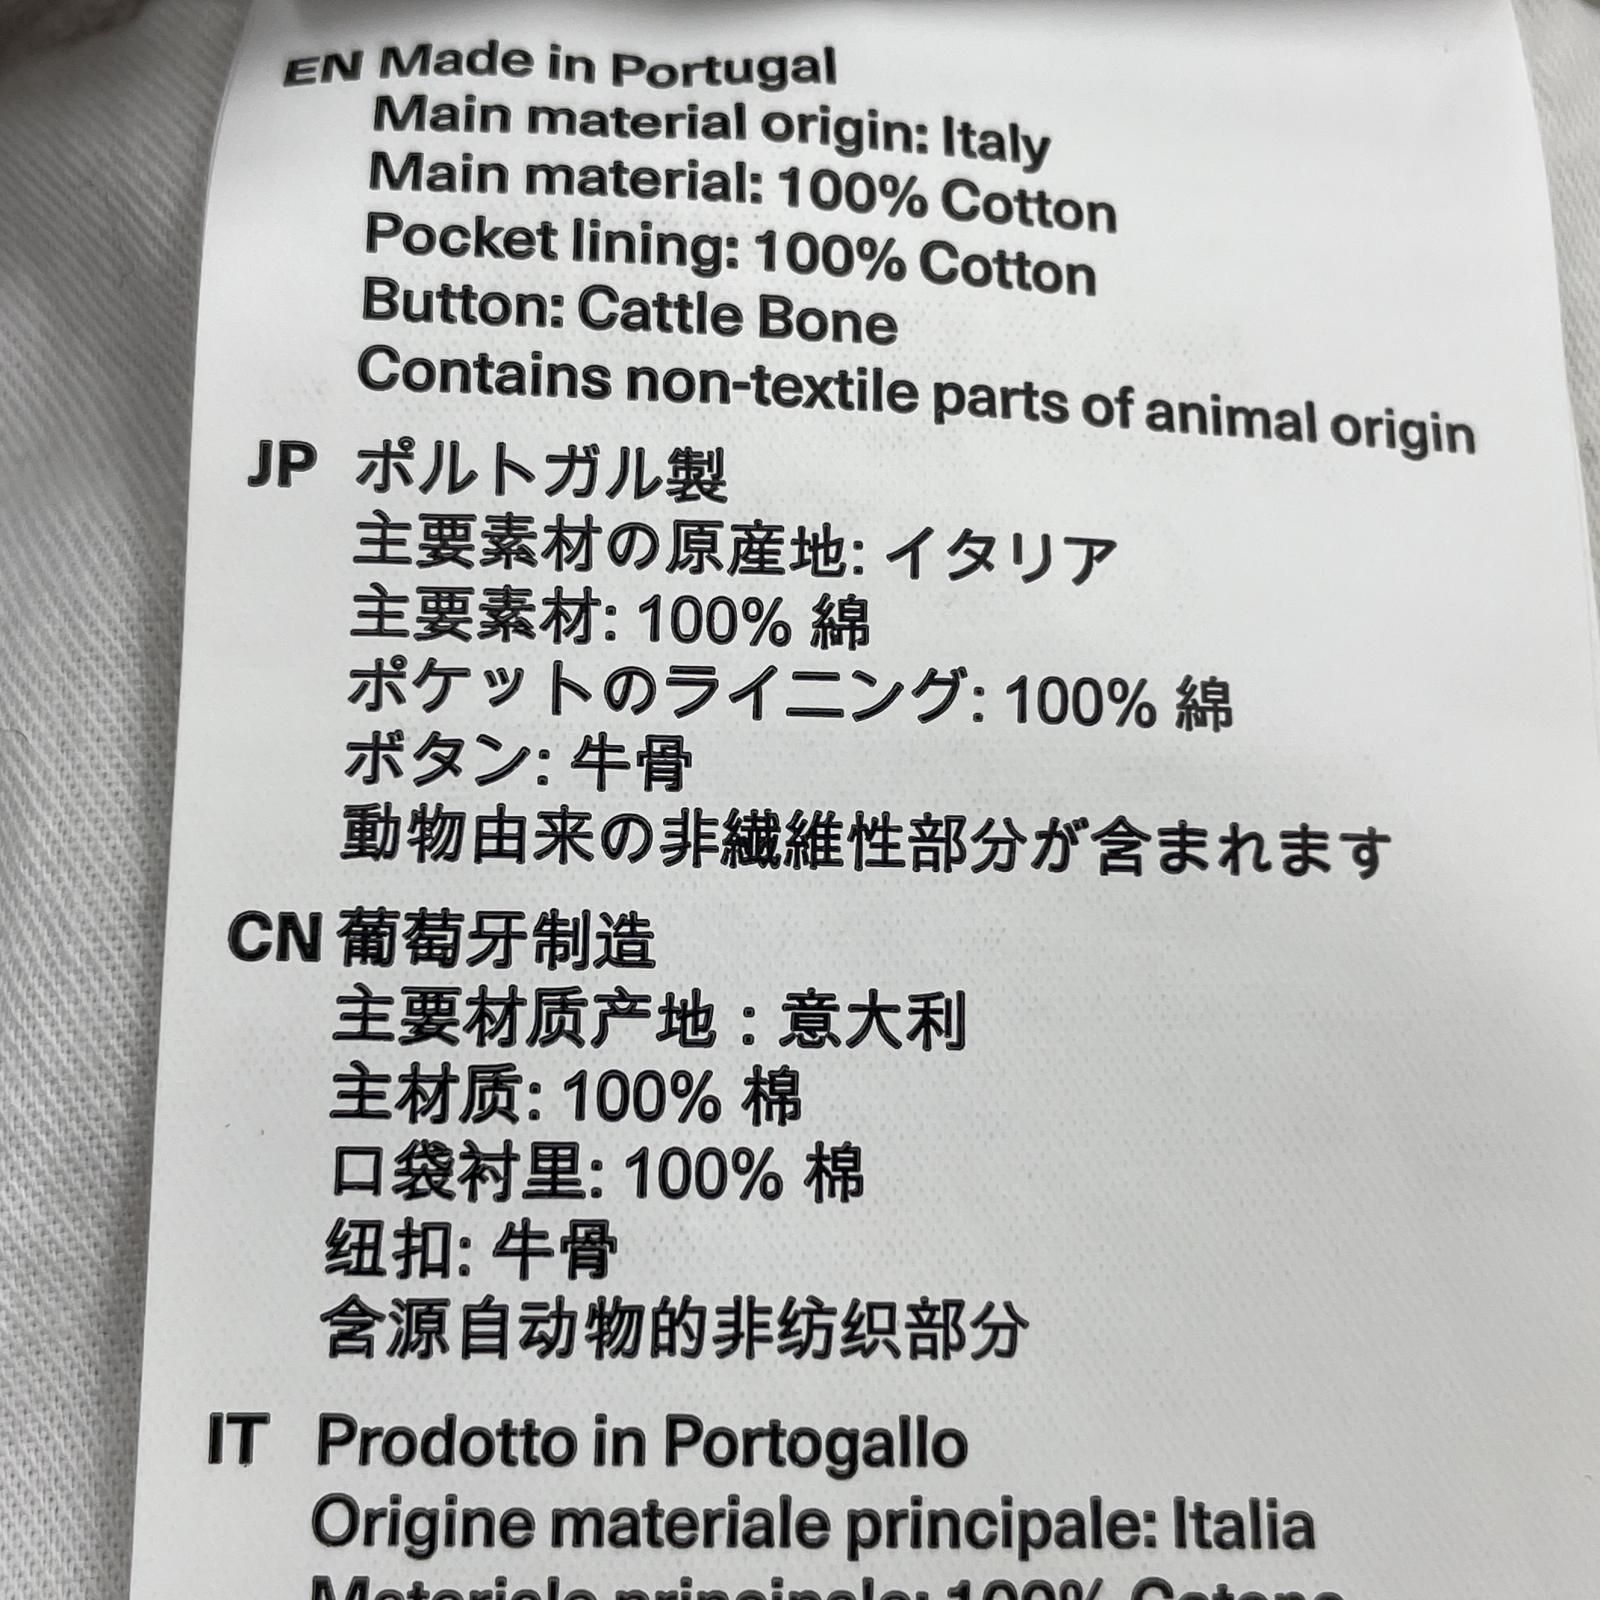 EN Made in Portugal
Main material origin: Italy
Main material: 100% Cotton
Pocket lining: 100% Cotton
Button: Cattle Bone
Contains non-textile parts of animal origin
JP ポルトガル製
主要素材の原産地: イタリア
主要素材: 100% 綿
ポケットのライニング: 100% 綿
ボタン: 牛骨
動物由来の非繊維性部分が含まれます
CN 葡萄牙制造
主要材质产地：意大利
主材质: 100% 棉
口袋衬里: 100% 棉
纽扣: 牛骨
含源自动物的非纺织部分
IT Prodotto in Portogallo
Origine materiale principale: Italia
Materiale principale: 100% Cotone